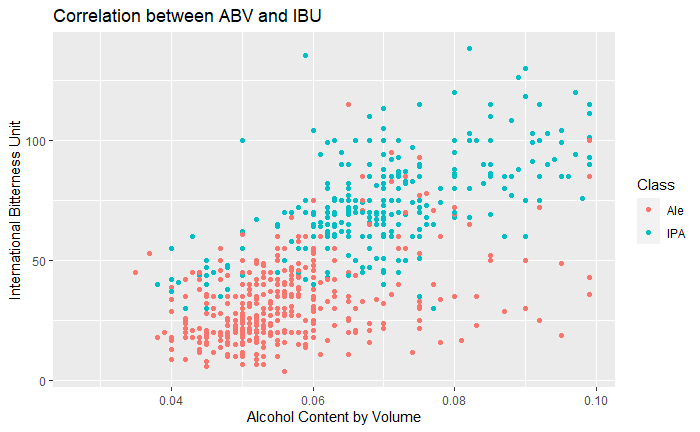 Correlation between ABV and IBU
International Bitterness Unit
100
50
0
0.04
0.06
0.08
0.10
Alcohol Content by Volume
Class
Ale
IPA